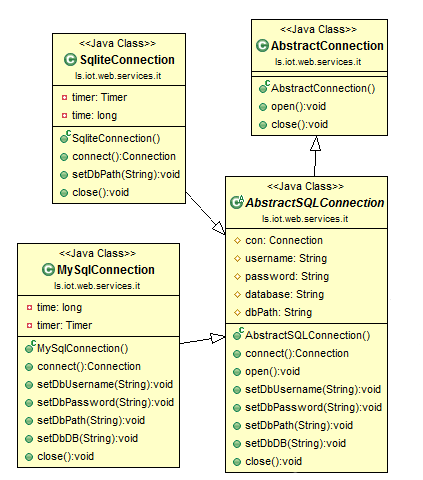 <<Java Class>>
SqliteConnection
ls.iot.web.services.it
timer: Timer
time: long
SqliteConnection()
connect():Connection
setDbPath(String):void
close():void
<<Java Class>>
AbstractConnection
ls.iot.web.services.it
AbstractConnection()
open():void
close():void
<<Java Class>>
AbstractSQLConnection
ls.iot.web.services.it
con: Connection
username: String
password: String
database: String
dbPath: String
AbstractSQLConnection()
connect():Connection
open():void
setDbUsername(String):void
setDbPassword(String):void
setDbPath(String):void
setDbDB(String):void
close():void
<<Java Class>>
MySqlConnection
ls.iot.web.services.it
time: long
timer: Timer
MySqlConnection()
connect():Connection
setDbUsername(String):void
setDbPassword(String):void
setDbPath(String):void
setDbDB(String):void
close():void